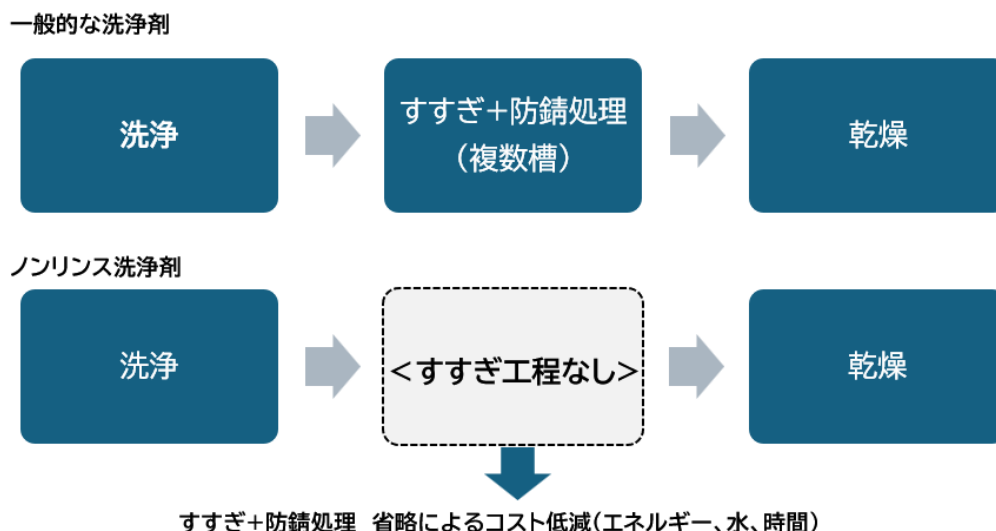 一般的な洗浄剤
洗浄
すすぎ+防錆処理
(複数槽)
乾燥
ノンリンス洗浄剤
洗浄
<すすぎ工程なし>
乾燥
すすぎ+防錆処理 省略によるコスト低減(エネルギー、水、時間)